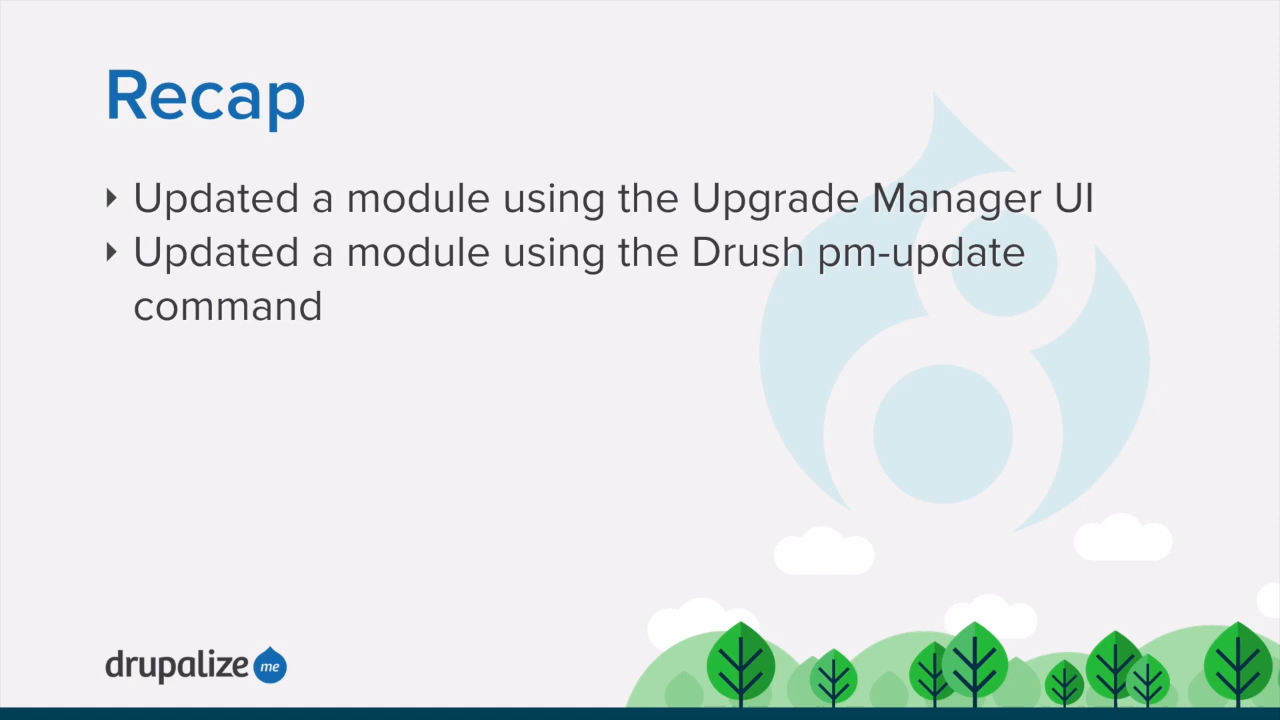 Recap
‣ Updated a module using the Upgrade Manager UI
‣ Updated a module using the Drush pm-update
command
drupalize me